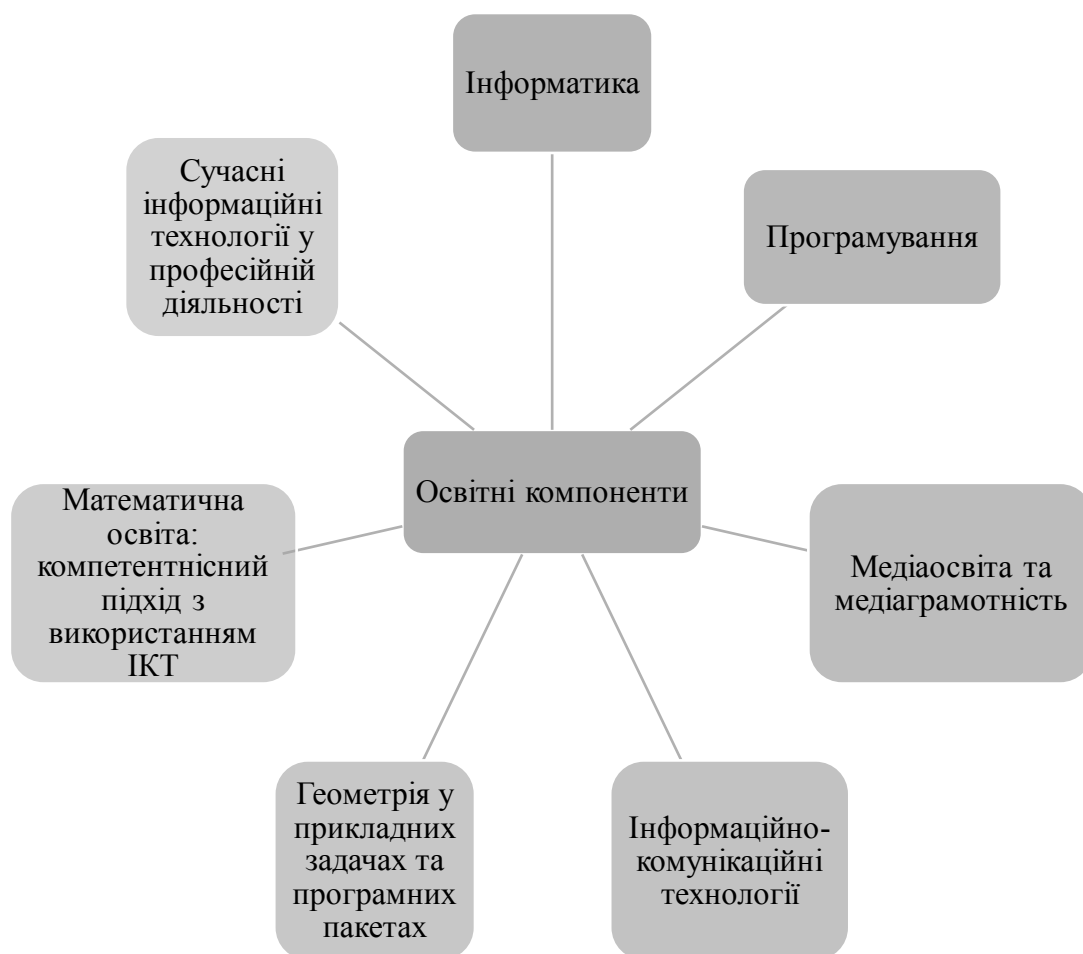 Інформатика
Сучасні
інформаційні
технології у
професійній
діяльності
Програмування
Освітні компоненти
Математична
освіта:
компетентнісний
підхід з
використанням
ІКТ
Медіаосвіта та
медіаграмотність
Геометрія у
прикладних
задачах та
програмних
пакетах
Інформаційно-
комунікаційні
технології